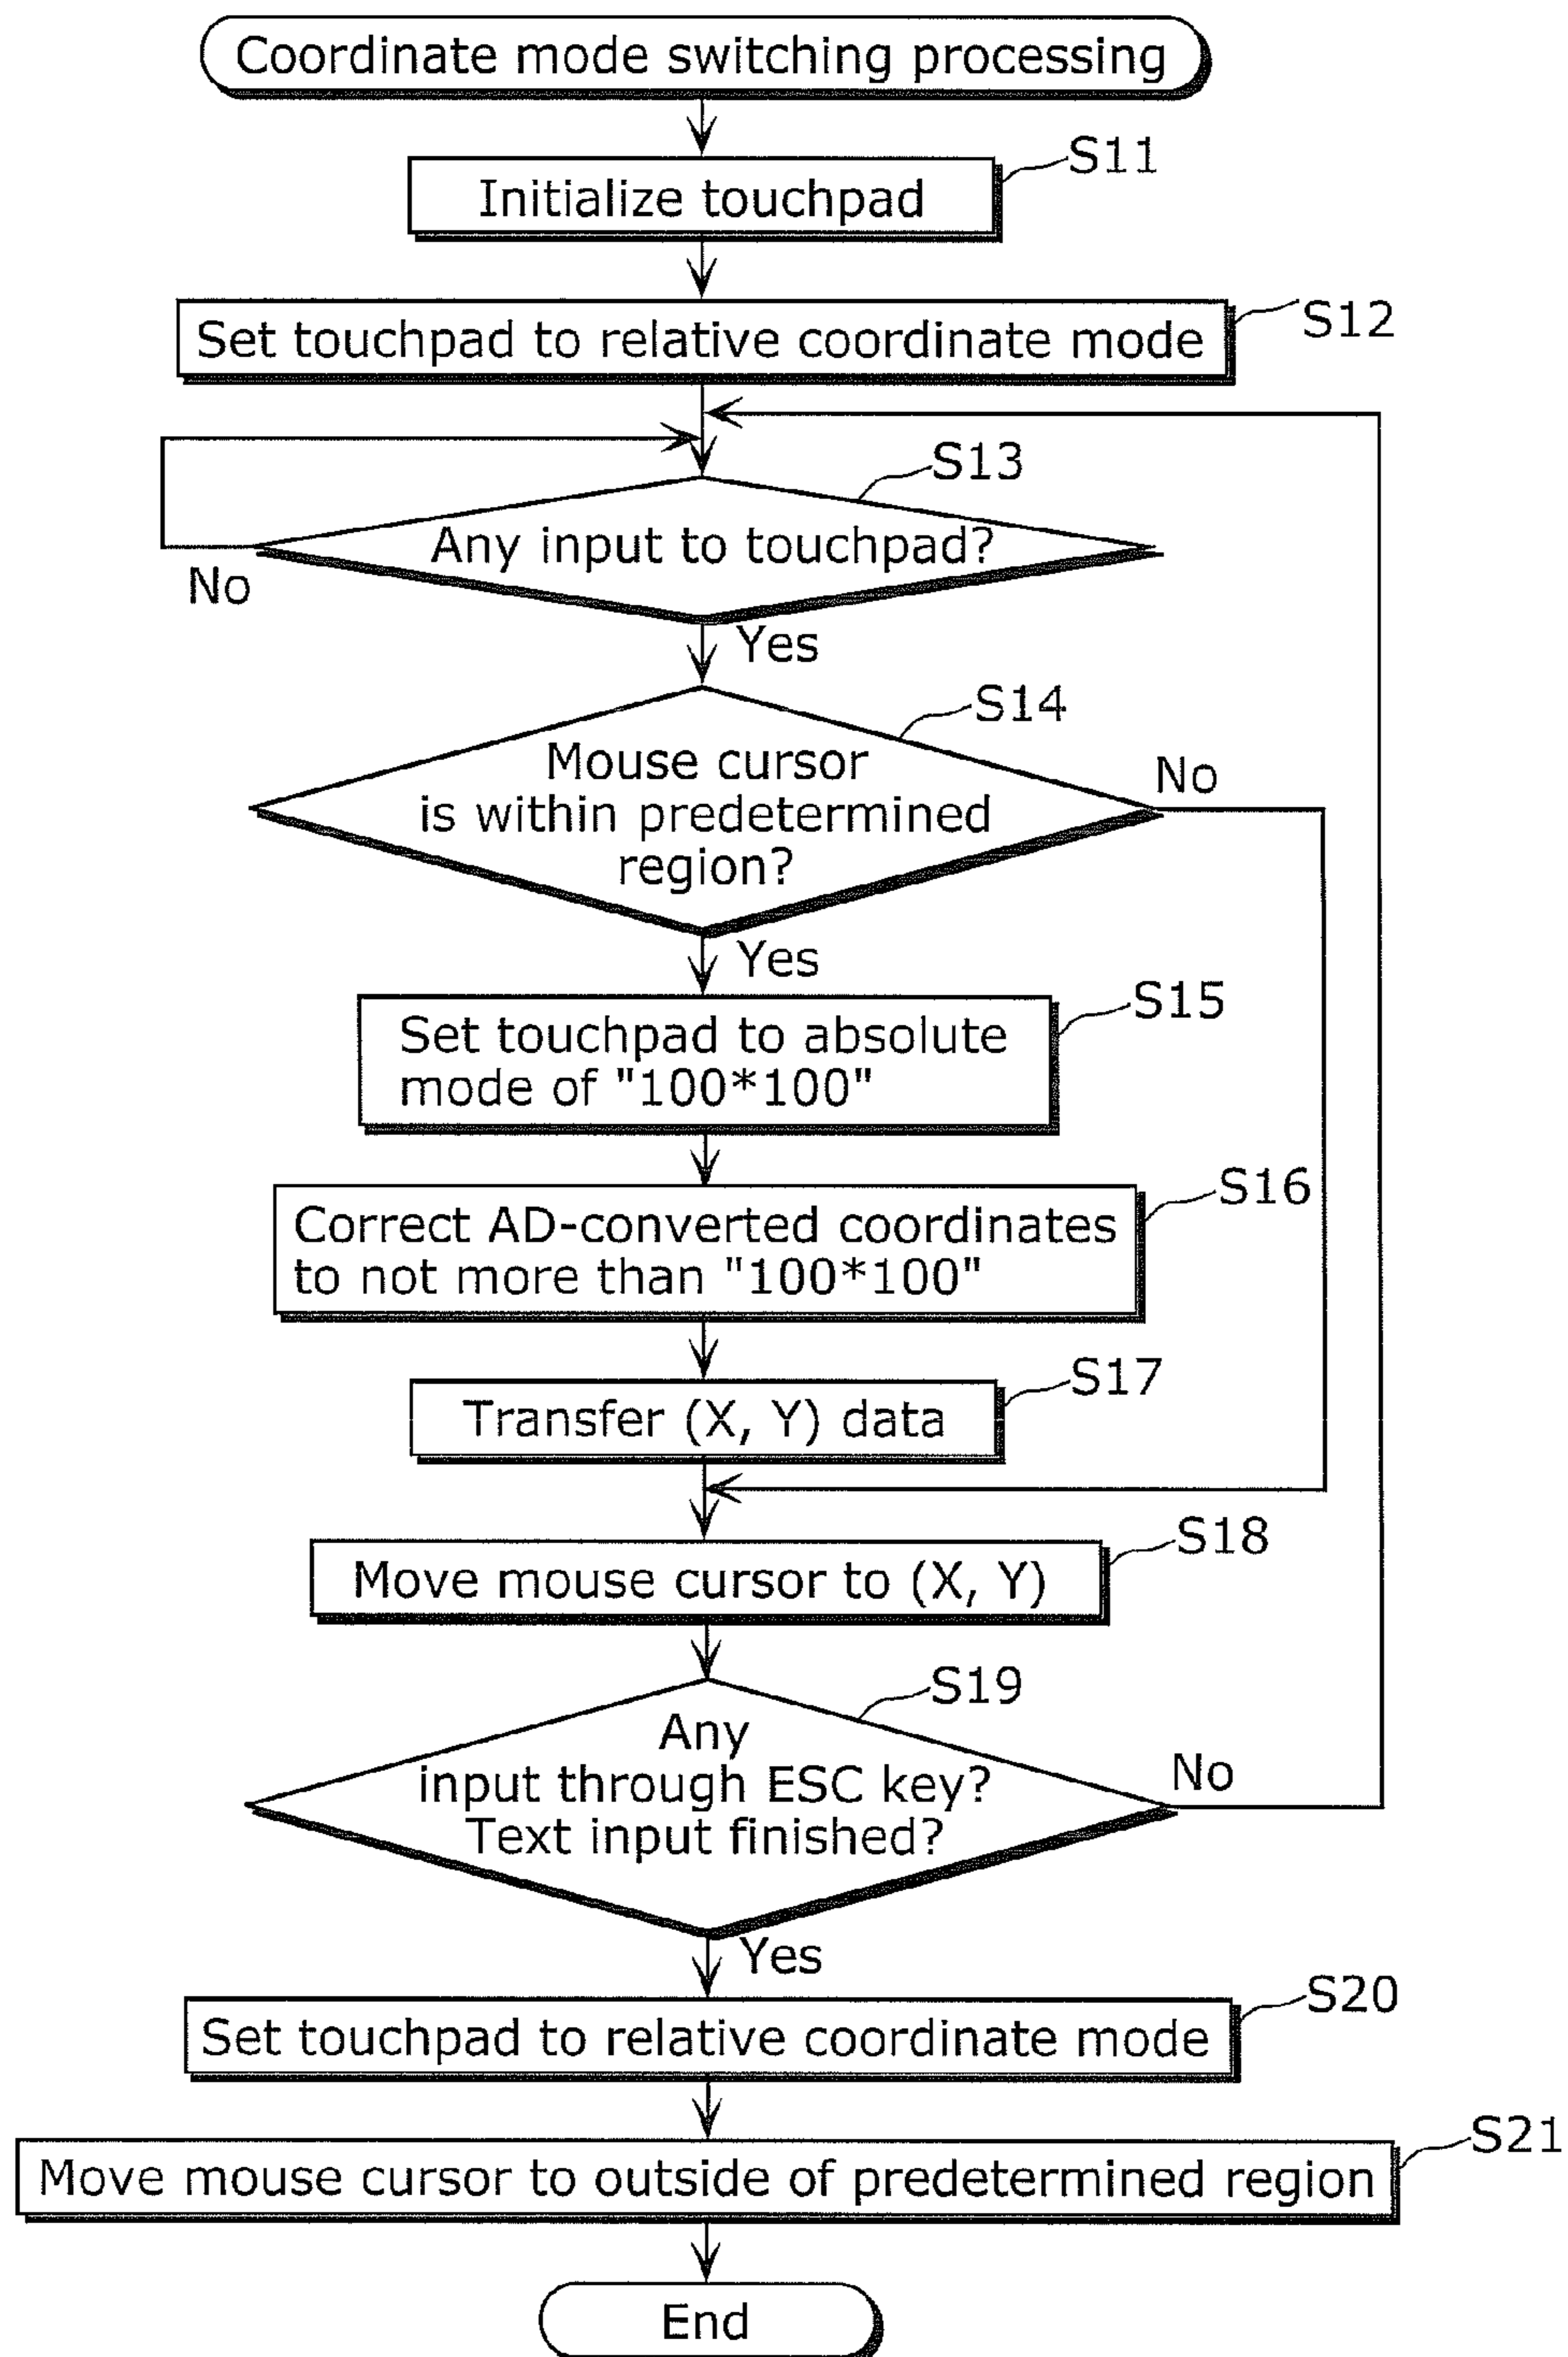 Coordinate mode switching processing
S11
Initialize touchpad
S12
Set touchpad to relative coordinate mode
S13
Any input to touchpad?
No
Yes
S14
Mouse cursor
is within predetermined
region?
No
Yes
S15
Set touchpad to absolute
mode of "100*100"
S16
Correct AD-converted coordinates
to not more than "100*100"
S17
Transfer (X, Y) data
S18
Move mouse cursor to (X, Y)
S19
Any
input through ESC key?
Text input finished?
No
Yes
S20
Set touchpad to relative coordinate mode
S21
Move mouse cursor to outside of predetermined region
End